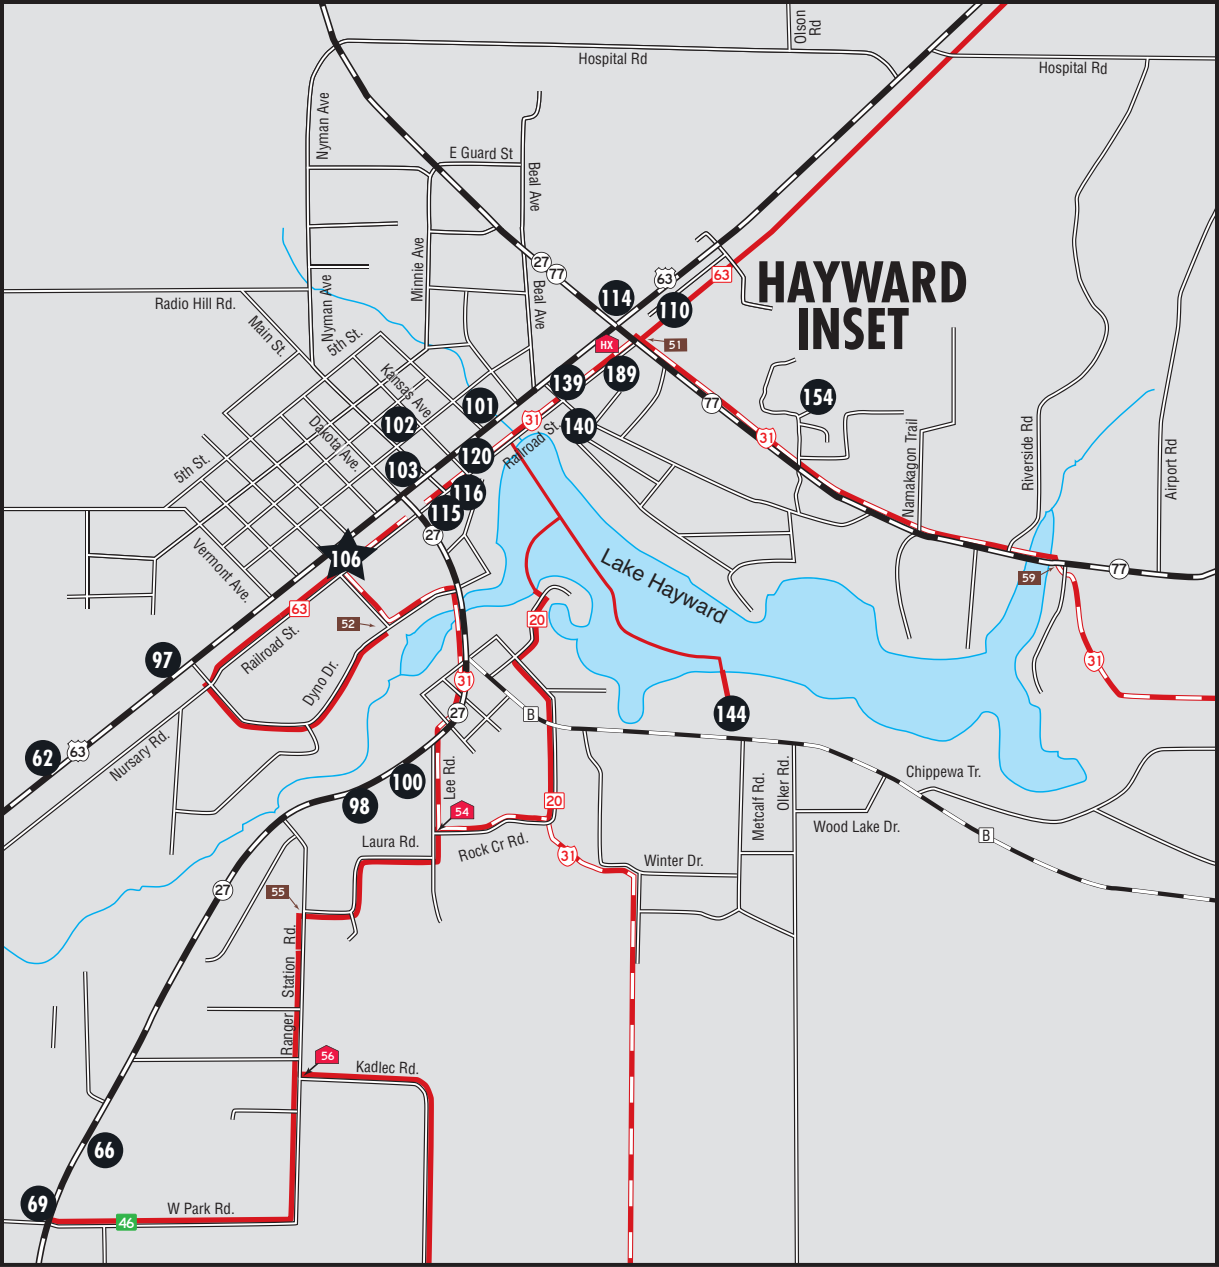 Olson
Rd
Hospital Rd
Hospital Rd
Nyman Ave
E Guard St
Beal Ave
Minnie Ave
27
77
63
63
HAYWARD
INSET
Radio Hill Rd.
Nyman Ave
Beal Ave
114
110
Main St.
5th St.
HX
51
Kansas Ave.
139
189
77
154
101
102
31
140
31
Dakota Ave.
Railroad St.
120
103
5th St.
116
115
27
Namakagon Trail
Riverside Rd
Airport Rd
Vermont Ave.
106
Lake Hayward
59
77
63
52
20
Railroad St.
97
Dyno Dr.
31
31
27
B
144
62
63
Nursary Rd.
100
Lee Rd.
98
54
20
Metcalf Rd.
Olker Rd.
Chippewa Tr.
Wood Lake Dr.
B
Laura Rd.
Rock Cr Rd.
31
Winter Dr.
27
55
Ranger Station Rd.
56
Kadlec Rd.
66
69
46
W Park Rd.